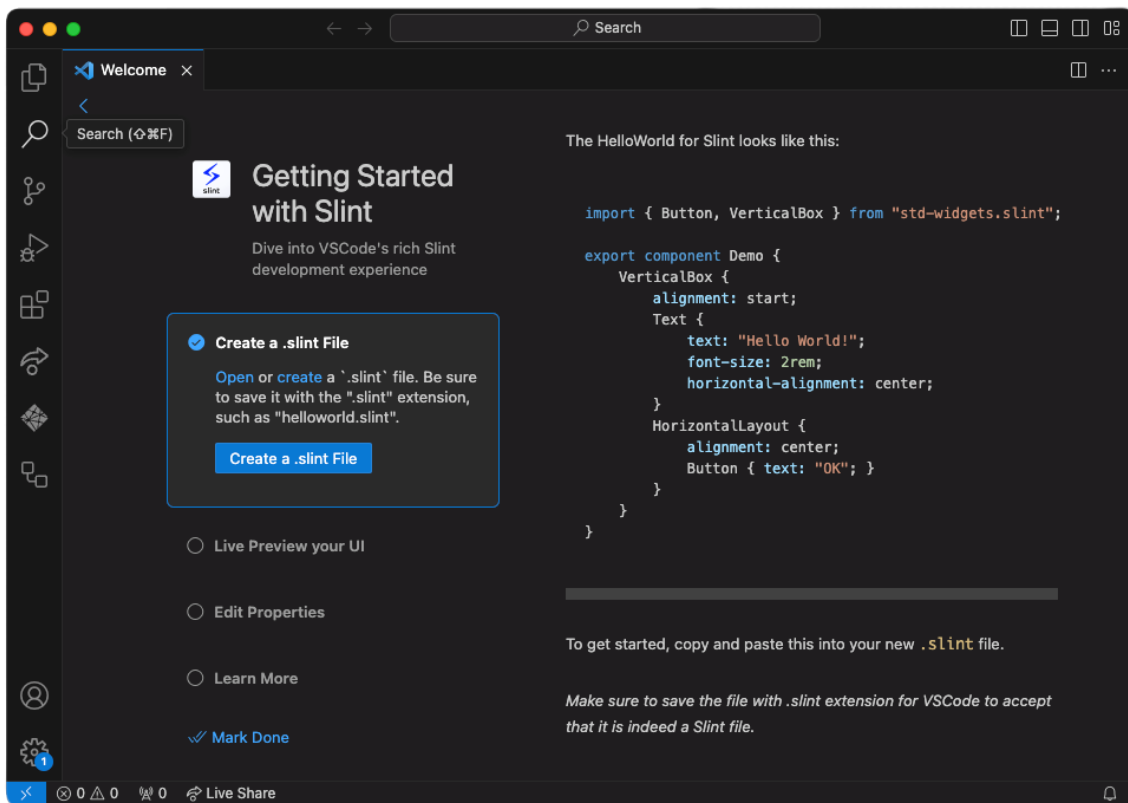 Search
Welcome
Search (⇧⌘F)
slint
Getting Started
with Slint
Dive into VSCode's rich Slint
development experience
Create a .slint File
Open or create a `.slint` file. Be sure
to save it with the ".slint" extension,
such as "helloworld.slint".
Create a .slint File
Live Preview your UI
Edit Properties
Learn More
Mark Done
The HelloWorld for Slint looks like this:
import { Button, VerticalBox } from "std-widgets.slint";
export component Demo {
    VerticalBox {
        alignment: start;
        Text {
            text: "Hello World!";
            font-size: 2rem;
            horizontal-alignment: center;
        }
        HorizontalLayout {
            alignment: center;
            Button { text: "OK"; }
        }
    }
}
To get started, copy and paste this into your new .slint file.
Make sure to save the file with .slint extension for VSCode to accept
that it is indeed a Slint file.
1
0 0 0 Live Share